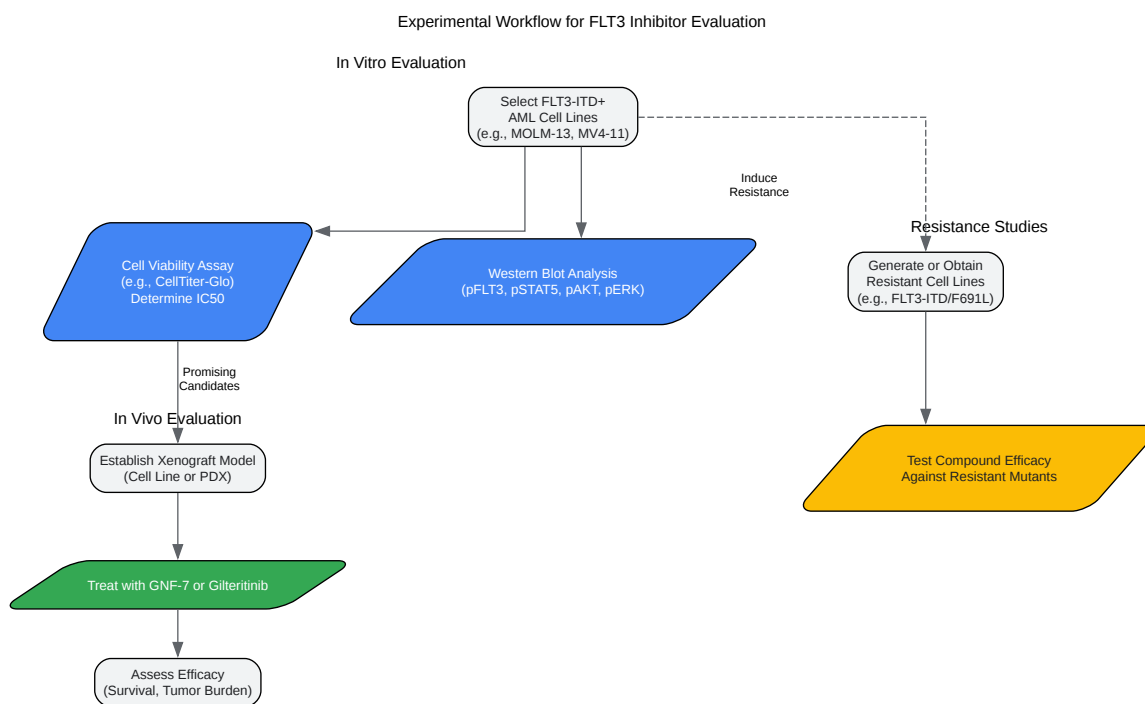 Experimental Workflow for FLT3 Inhibitor Evaluation
In Vitro Evaluation
Select FLT3-ITD+
AML Cell Lines
(e.g., MOLM-13, MV4-11)
Induce
Resistance
Resistance Studies
Cell Viability Assay
(e.g., CellTiter-Glo)
Determine IC50
Western Blot Analysis
(pFLT3, pSTAT5, pAKT, pERK)
Generate or Obtain
Resistant Cell Lines
(e.g., FLT3-ITD/F691L)
Promising
Candidates
In Vivo Evaluation
Establish Xenograft Model
(Cell Line or PDX)
Test Compound Efficacy
Against Resistant Mutants
Treat with GNF-7 or Gilteritinib
Assess Efficacy
(Survival, Tumor Burden)